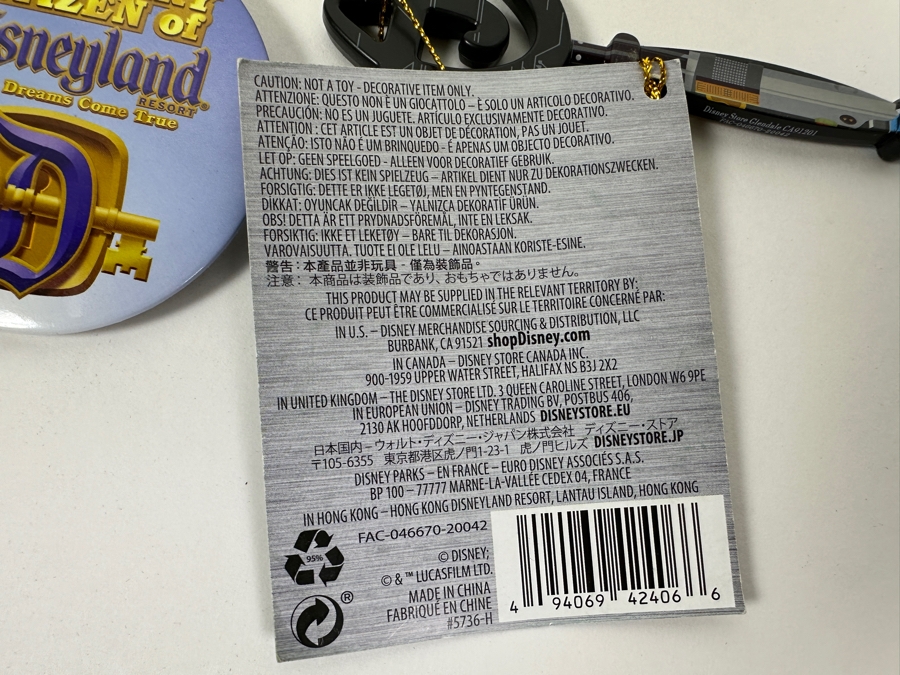 ZEN of
Disneyland
RESORT®
Dreams Come True
Disney Store Glendale CA 91201
FAC-046670-20042
CAUTION: NOT A TOY - DECORATIVE ITEM ONLY.
ATTENZIONE: QUESTO NON È UN GIOCATTOLO – È SOLO UN ARTICOLO DECORATIVO.
PRECAUCIÓN: NO ES UN JUGUETE. ARTÍCULO EXCLUSIVAMENTE DECORATIVO.
ATTENTION : CET ARTICLE EST UN OBJET DE DÉCORATION, PAS UN JOUET.
ATENÇÃO: ISTO NÃO É UM BRINQUEDO - É APENAS UM OBJECTO DECORATIVO.
LET OP: GEEN SPEELGOED - ALLEEN VOOR DECORATIEF GEBRUIK.
ACHTUNG: DIES IST KEIN SPIELZEUG – ARTIKEL DIENT NUR ZU DEKORATIONSZWECKEN.
FORSIGTIG: DETTE ER IKKE LEGETØJ, MEN EN PYNTEGENSTAND.
DIKKAT: OYUNCAK DEĞİLDİR – YALNIZCA DEKORATİF ÜRÜN.
OBS! DETTA ÄR ETT PRYDNADSFÖREMÅL, INTE EN LEKSAK.
FORSIKTIG: IKKE ET LEKETØY – BARE TIL DEKORASJON.
VAROVAISUUTTA. TUOTE EI OLE LELU – AINOASTAAN KORISTE-ESINE.
警告：本產品並非玩具‧僅為裝飾品。
注意： 本商品は装飾品であり、おもちゃではありません。
THIS PRODUCT MAY BE SUPPLIED IN THE RELEVANT TERRITORY BY:
CE PRODUIT PEUT ÊTRE COMMERCIALISÉ SUR LE TERRITOIRE CONCERNÉ PAR:
IN U.S. – DISNEY MERCHANDISE SOURCING & DISTRIBUTION, LLC
BURBANK, CA 91521 shopDisney.com
IN CANADA – DISNEY STORE CANADA INC.
900-1959 UPPER WATER STREET, HALIFAX NS B3J 2X2
IN UNITED KINGDOM – THE DISNEY STORE LTD. 3 QUEEN CAROLINE STREET, LONDON W6 9PE
IN EUROPEAN UNION – DISNEY TRADING BV, POSTBUS 406,
2130 AK HOOFDDORP, NETHERLANDS DISNEYSTORE.EU
日本国内－ウォルト・ディズニー・ジャパン株式会社 ディズニー・ストア
〒105-6355 東京都港区虎ノ門1-23-1 虎ノ門ヒルズ DISNEYSTORE.JP
DISNEY PARKS – EN FRANCE – EURO DISNEY ASSOCIÉS S.A.S.
BP 100 – 77777 MARNE-LA-VALLÉE CEDEX 04, FRANCE
IN HONG KONG – HONG KONG DISNEYLAND RESORT, LANTAU ISLAND, HONG KONG
FAC-046670-20042
95%
© DISNEY;
© & ™ LUCASFILM LTD.
MADE IN CHINA
FABRIQUÉ EN CHINE
#5736-H
®
4 94069 42406 6